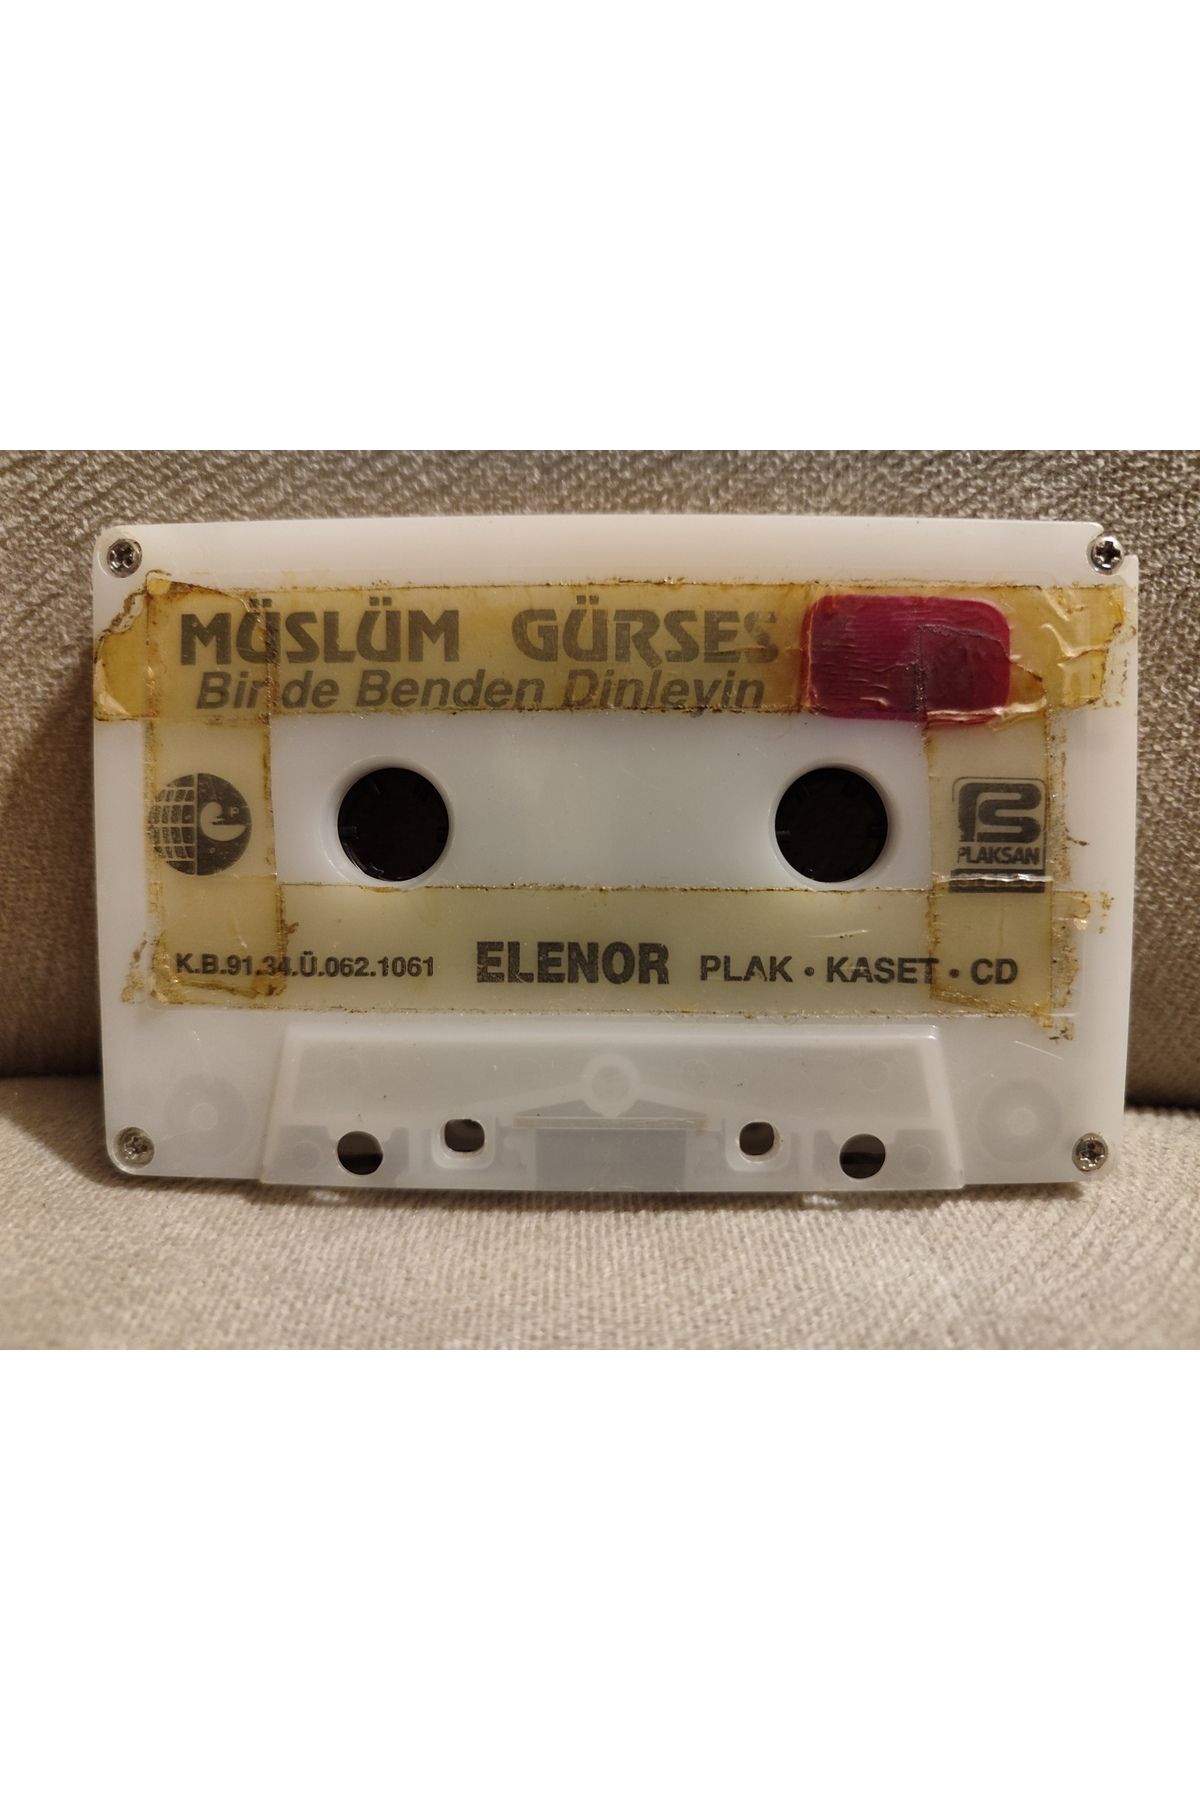 MÜSLÜM GÜRSES
Bir de Benden Dinleyin
P
PLAKSAN
K.B.91.34.Ü.062.1061 ELENOR PLAK • KASET • CD